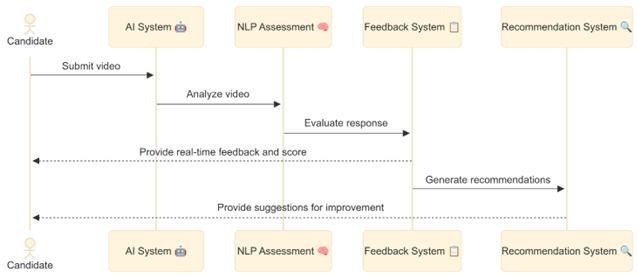 Candidate
AI System 🤖
NLP Assessment 🧠
Feedback System 📋
Recommendation System 🔍
Submit video
Analyze video
Evaluate response
Provide real-time feedback and score
Generate recommendations
Provide suggestions for improvement
Candidate
AI System 🤖
NLP Assessment 🧠
Feedback System 📋
Recommendation System 🔍